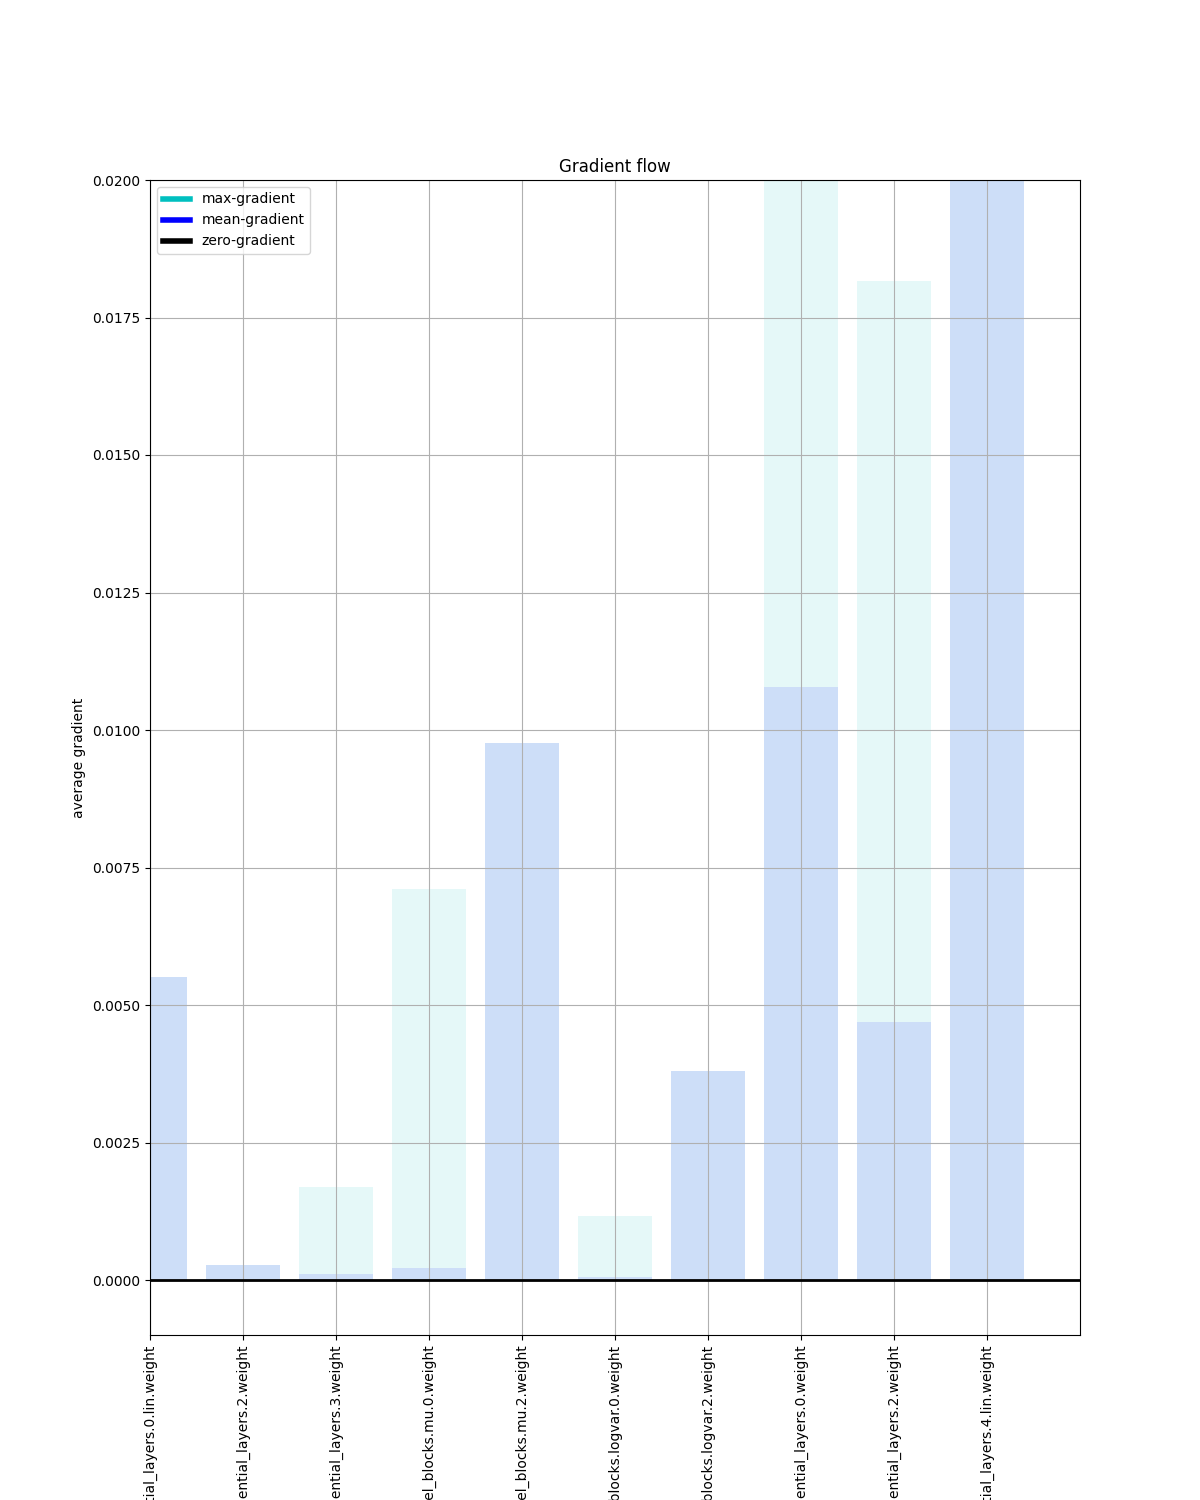 Gradient flow
max-gradient
mean-gradient
zero-gradient
0.0200
0.0175
0.0150
0.0125
0.0100
0.0075
0.0050
0.0025
0.0000
average gradient
tial_layers.0.lin.weight
ential_layers.2.weight
ential_layers.3.weight
el_blocks.mu.0.weight
el_blocks.mu.2.weight
blocks.logvar.0.weight
blocks.logvar.2.weight
ential_layers.0.weight
ential_layers.2.weight
tial_layers.4.lin.weight